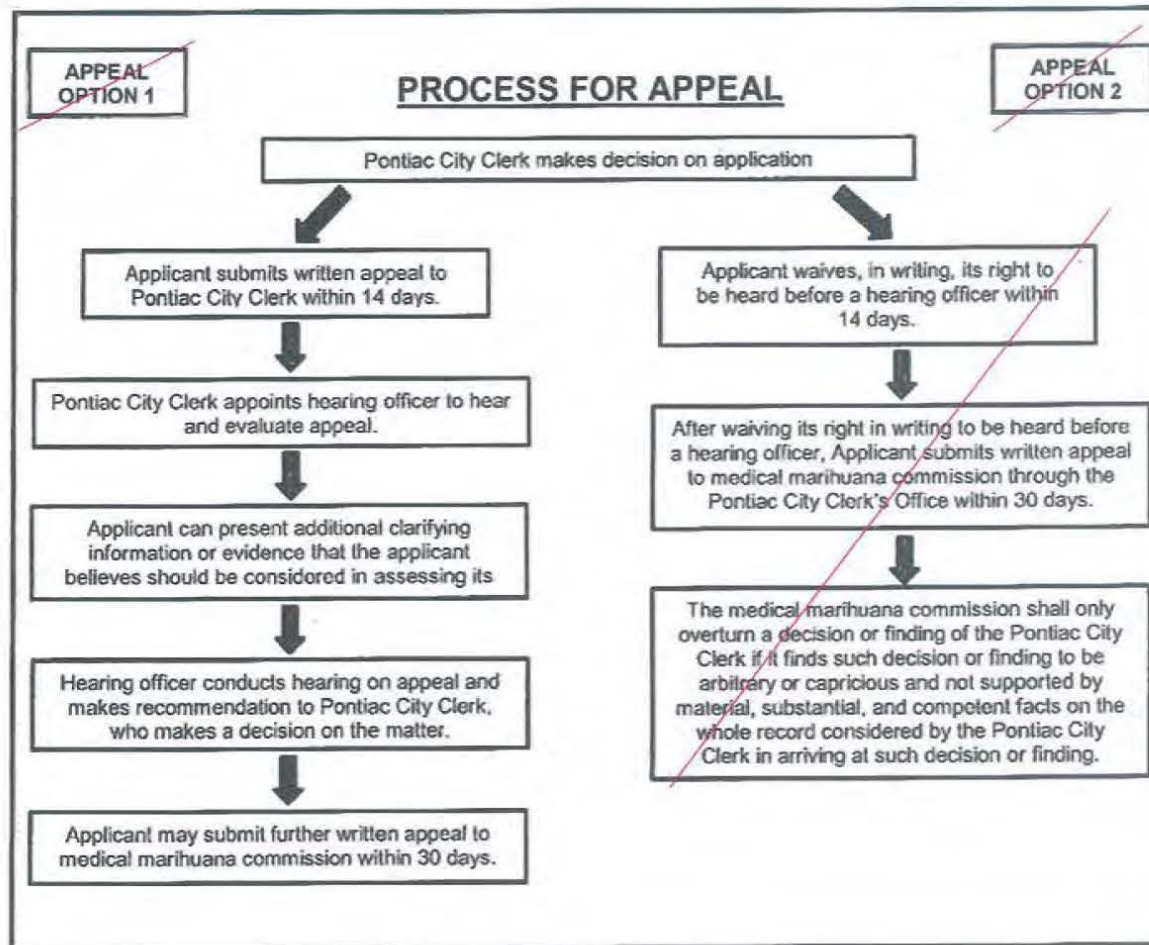 APPEAL
OPTION 1
PROCESS FOR APPEAL
APPEAL
OPTION 2
Pontiac City Clerk makes decision on application
Applicant submits written appeal to
Pontiac City Clerk within 14 days.
Pontiac City Clerk appoints hearing officer to hear
and evaluate appeal.
Applicant can present additional clarifying
information or evidence that the applicant
believes should be considered in assessing its
Hearing officer conducts hearing on appeal and
makes recommendation to Pontiac City Clerk,
who makes a decision on the matter.
Applicant may submit further written appeal to
medical marihuana commission within 30 days.
Applicant waives, in writing, its right to
be heard before a hearing officer within
14 days.
After waiving its right in writing to be heard before
a hearing officer, Applicant submits written appeal
to medical marihuana commission through the
Pontiac City Clerk's Office within 30 days.
The medical marihuana commission shall only
overturn a decision or finding of the Pontiac City
Clerk if it finds such decision or finding to be
arbitrary or capricious and not supported by
material, substantial, and competent facts on the
whole record considered by the Pontiac City
Clerk in arriving at such decision or finding.